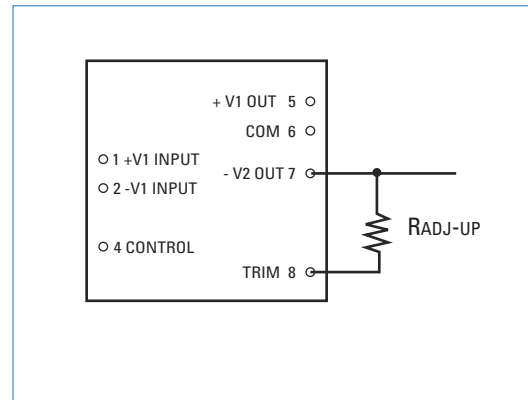 + V1 OUT 5
COM 6
1 +V1 INPUT
- V2 OUT 7
2 -V1 INPUT
RADJ-UP
4 CONTROL
TRIM 8